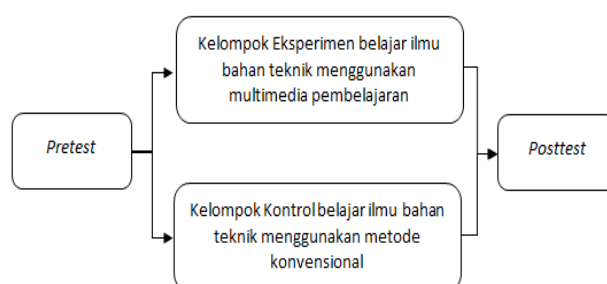 Pretest
Kelompok Eksperimen belajar ilmu
bahan teknik menggunakan
multimedia pembelajaran
Kelompok Kontrol belajar ilmu bahan
teknik menggunakan metode
konvensional
Posttest